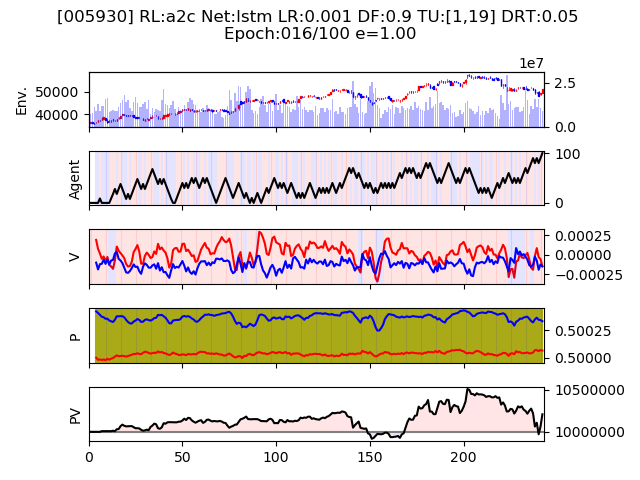 [005930] RL:a2c Net:lstm LR:0.001 DF:0.9 TU:[1,19] DRT:0.05
Epoch:016/100 e=1.00
1e7
Env.
50000
40000
2.5
0.0
Agent
100
0
V
0.00025
0.00000
−0.00025
P
0.50025
0.50000
PV
10500000
10000000
0 50 100 150 200